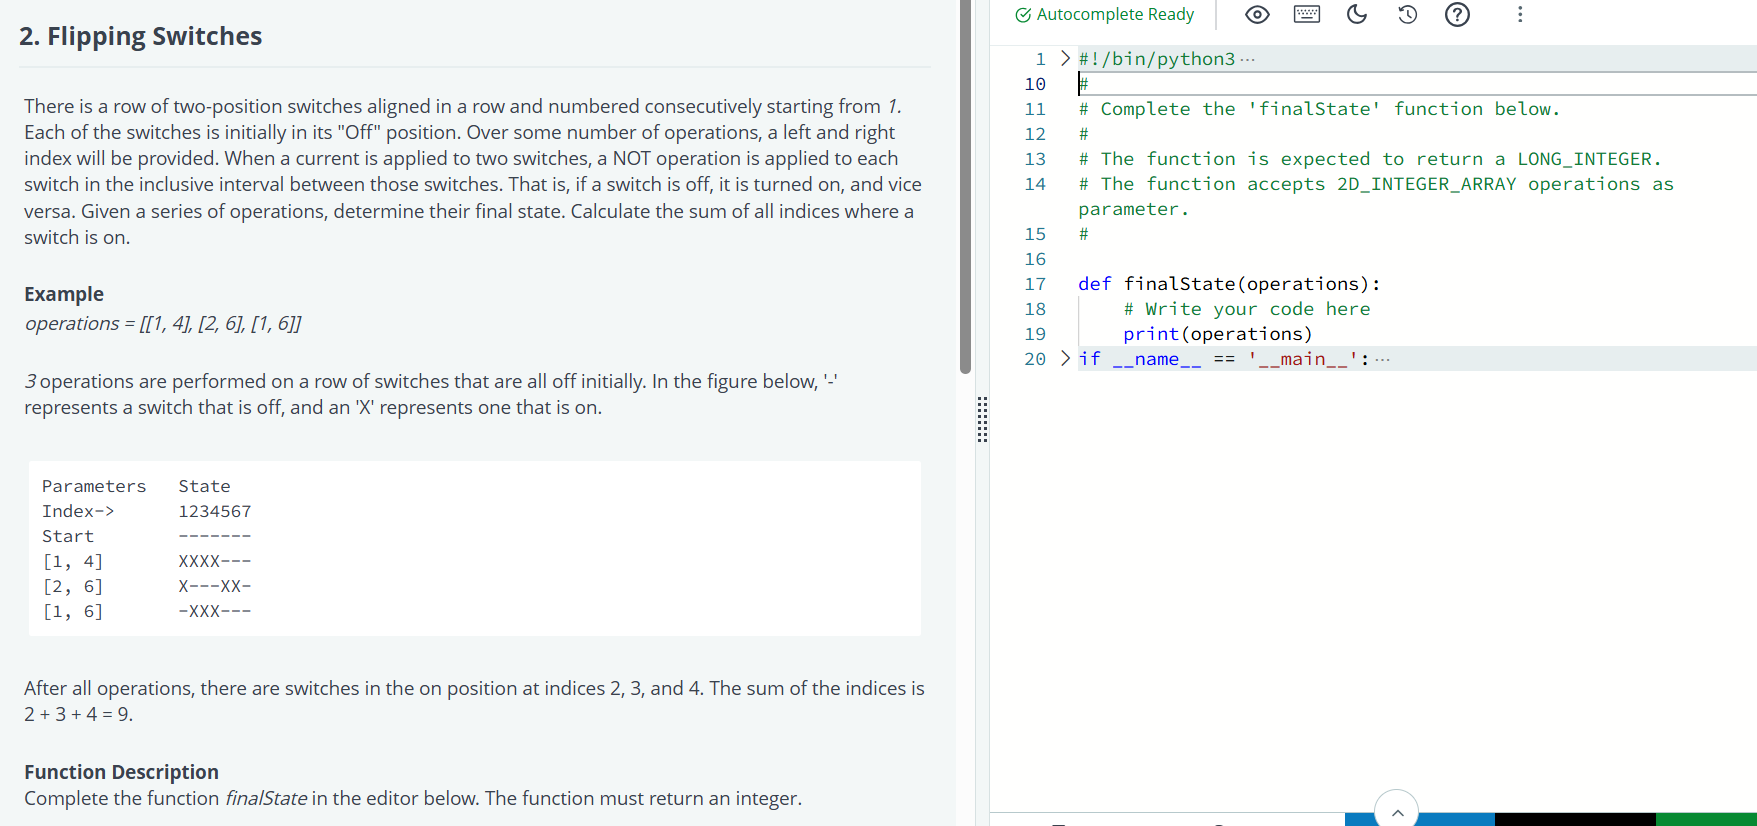 2. Flipping Switches
There is a row of two-position switches aligned in a row and numbered consecutively starting from 1.
Each of the switches is initially in its "Off" position. Over some number of operations, a left and right
index will be provided. When a current is applied to two switches, a NOT operation is applied to each
switch in the inclusive interval between those switches. That is, if a switch is off, it is turned on, and vice
versa. Given a series of operations, determine their final state. Calculate the sum of all indices where a
switch is on.
Example
operations = [[1, 4], [2, 6], [1, 6]]
3 operations are performed on a row of switches that are all off initially. In the figure below, '-'
represents a switch that is off, and an 'X' represents one that is on.
Parameters   State
Index->      1234567
Start        -------
[1, 4]       XXXX---
[2, 6]       X---XX-
[1, 6]       -XXX---
After all operations, there are switches in the on position at indices 2, 3, and 4. The sum of the indices is
2 + 3 + 4 = 9.
Function Description
Complete the function finalState in the editor below. The function must return an integer.
Autocomplete Ready
1 #!/bin/python3 ...
10 #
11 # Complete the 'finalState' function below.
12 #
13 # The function is expected to return a LONG_INTEGER.
14 # The function accepts 2D_INTEGER_ARRAY operations as
parameter.
15 #
16
17 def finalState(operations):
18     # Write your code here
19     print(operations)
20 if __name__ == '__main__': ...